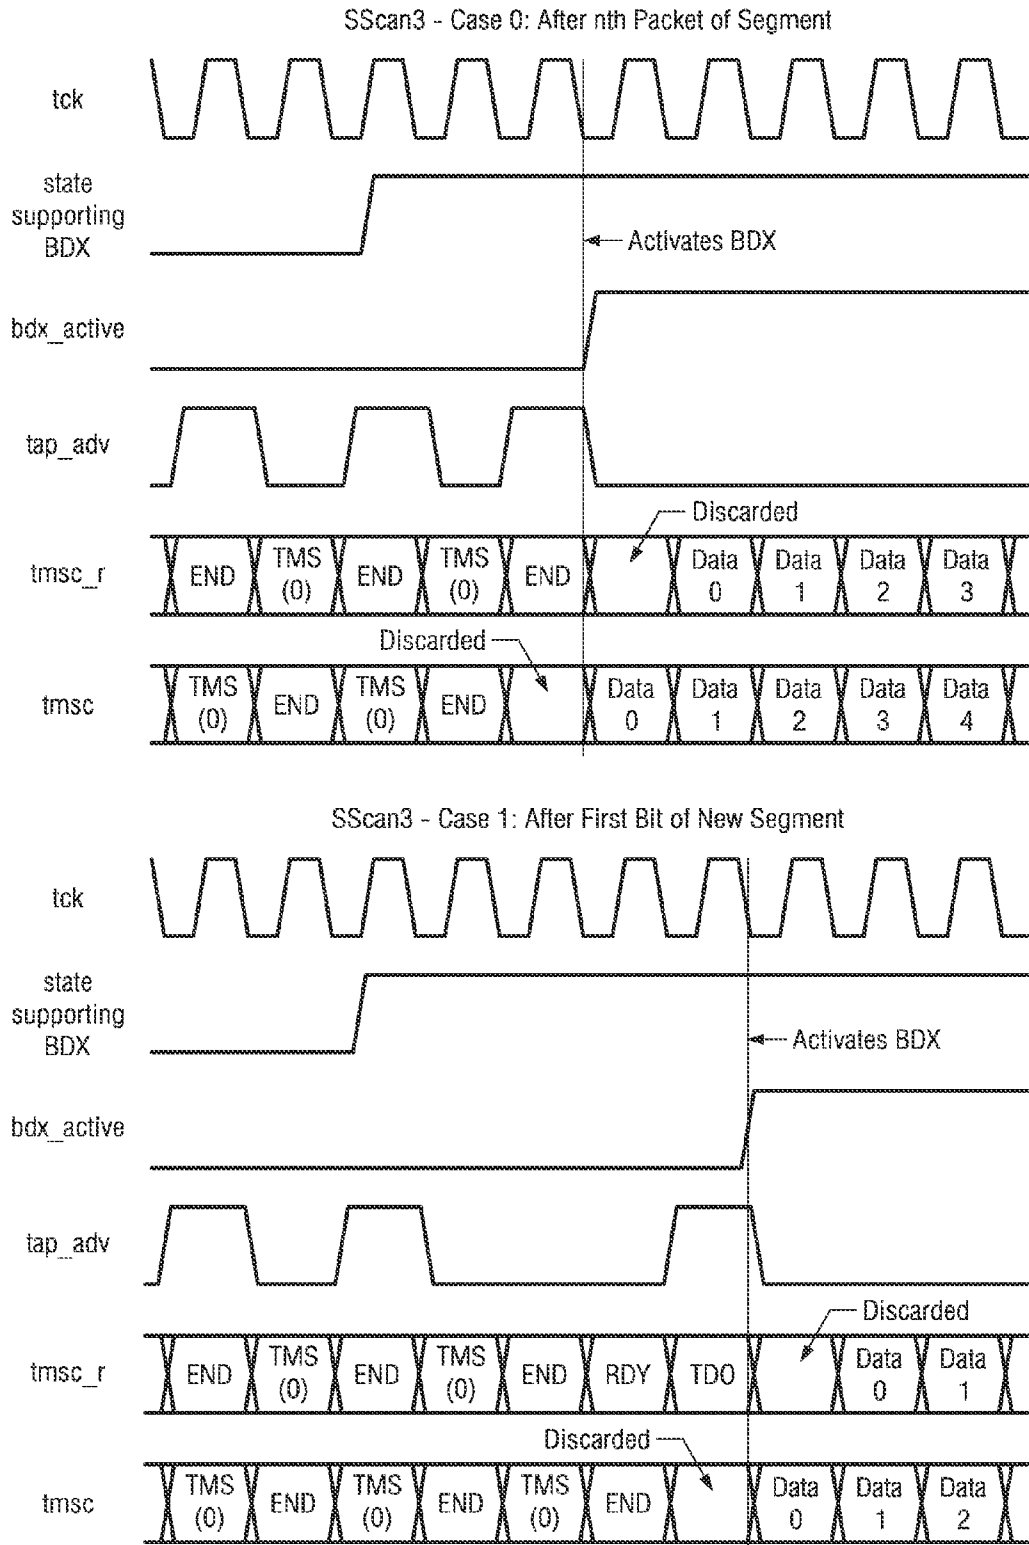 SScan3 - Case 0: After nth Packet of Segment
tck
state
supporting
BDX
Activates BDX
bdx_active
tap_adv
Discarded
tmsc_r
END
TMS
(0)
END
TMS
(0)
END
Data
0
Data
1
Data
2
Data
3
Discarded
tmsc
TMS
(0)
END
TMS
(0)
END
Data
0
Data
1
Data
2
Data
3
Data
4
SScan3 - Case 1: After First Bit of New Segment
tck
state
supporting
BDX
Activates BDX
bdx_active
tap_adv
Discarded
tmsc_r
END
TMS
(0)
END
TMS
(0)
END
RDY
TDO
Data
0
Data
1
Discarded
tmsc
TMS
(0)
END
TMS
(0)
END
TMS
(0)
END
Data
0
Data
1
Data
2